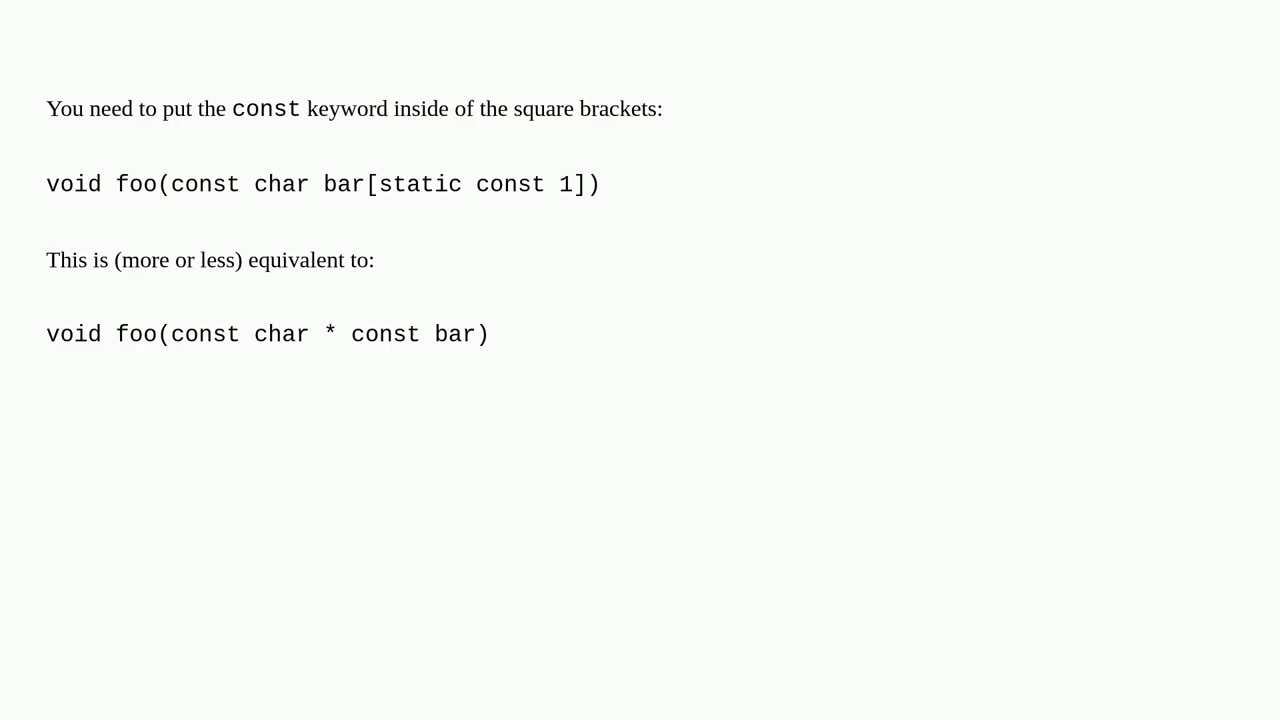 You need to put the const keyword inside of the square brackets:
void foo(const char bar[static const 1])
This is (more or less) equivalent to:
void foo(const char * const bar)